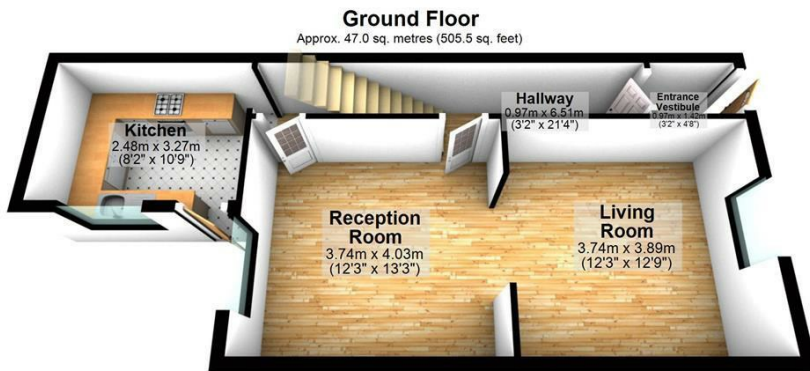 Ground Floor
Approx. 47.0 sq. metres (505.5 sq. feet)
Kitchen
2.48m x 3.27m
(8'2" x 10'9")
Hallway
0.97m x 6.51m
(3'2" x 21'4")
Entrance
Vestibule
0.97m x 1.42m
(3'2" x 4'8")
Reception
Room
3.74m x 4.03m
(12'3" x 13'3")
Living
Room
3.74m x 3.89m
(12'3" x 12'9")